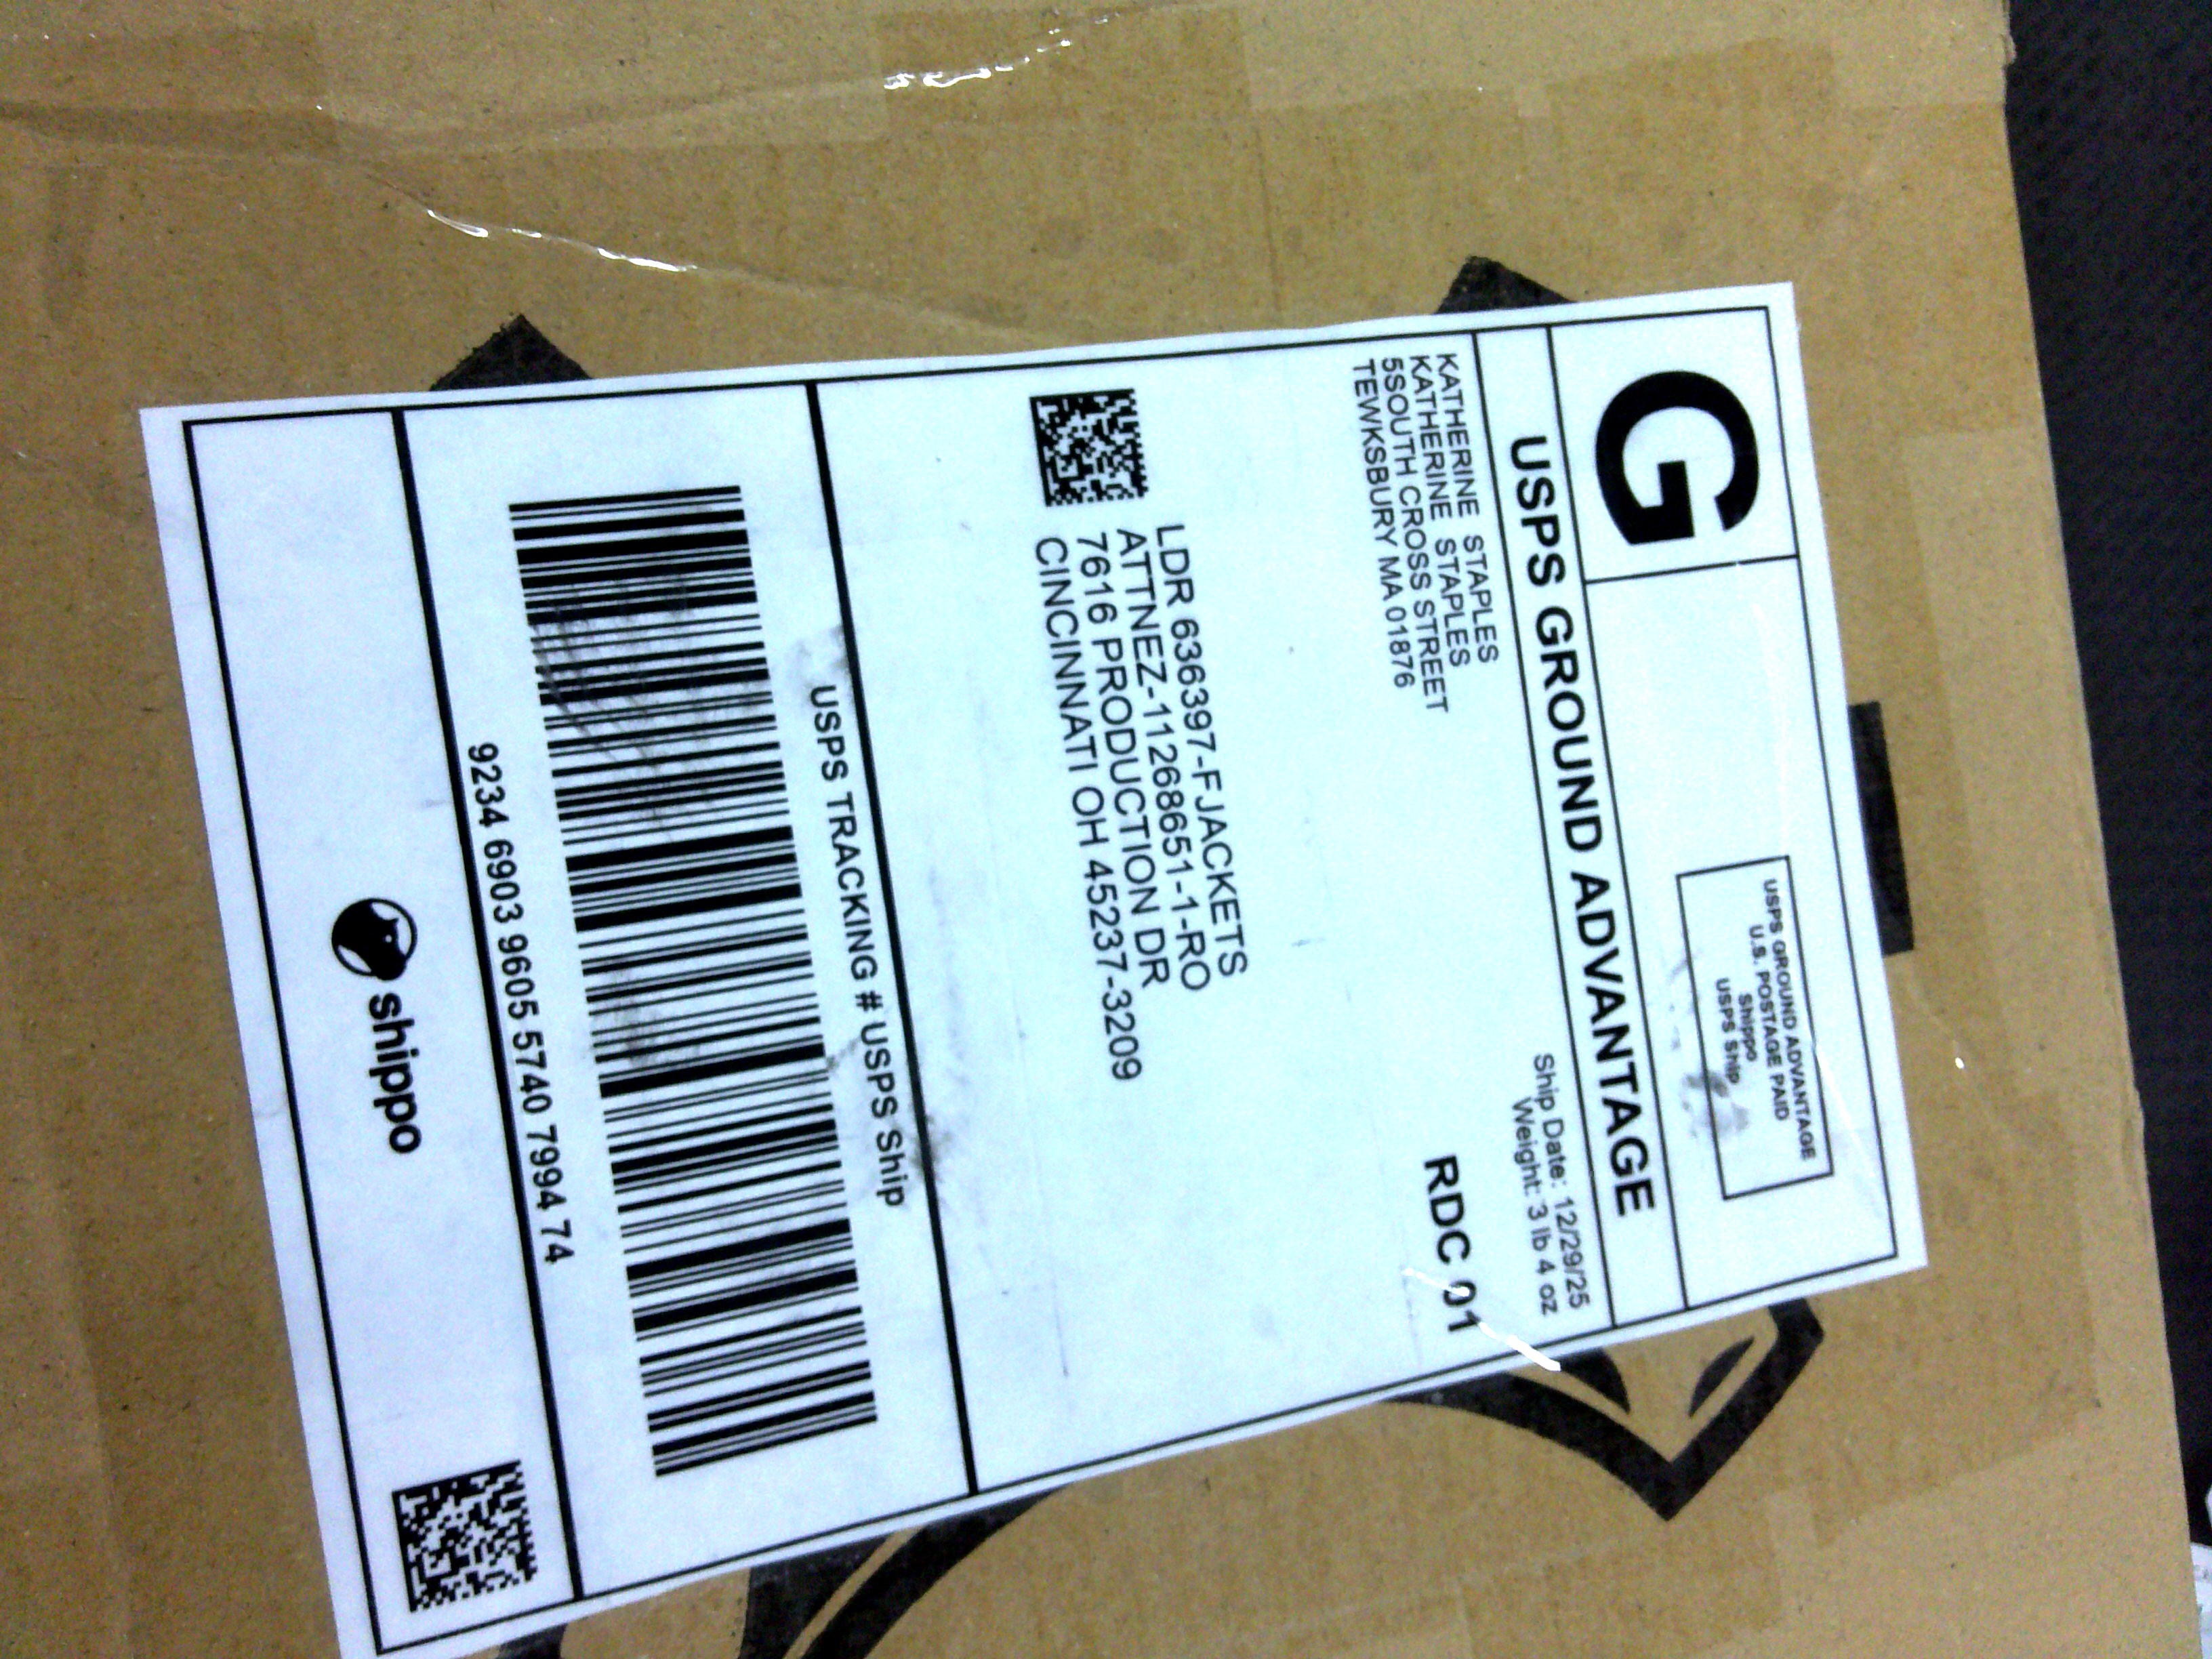 G
USPS GROUND ADVANTAGE
U.S. POSTAGE PAID
Shippo
USPS Ship
USPS GROUND ADVANTAGE
KATHERINE STAPLES
KATHERINE STAPLES
5SOUTH CROSS STREET
TEWKSBURY MA 01876
Ship Date: 12/29/25
Weight: 3 lb 4 oz
RDC 01
LDR 636397-FJACKETS
ATTNEZ-11268651-1-RO
7616 PRODUCTION DR
CINCINNATI OH 45237-3209
USPS TRACKING # USPS Ship
9234 6903 9605 5740 7994 74
shippo